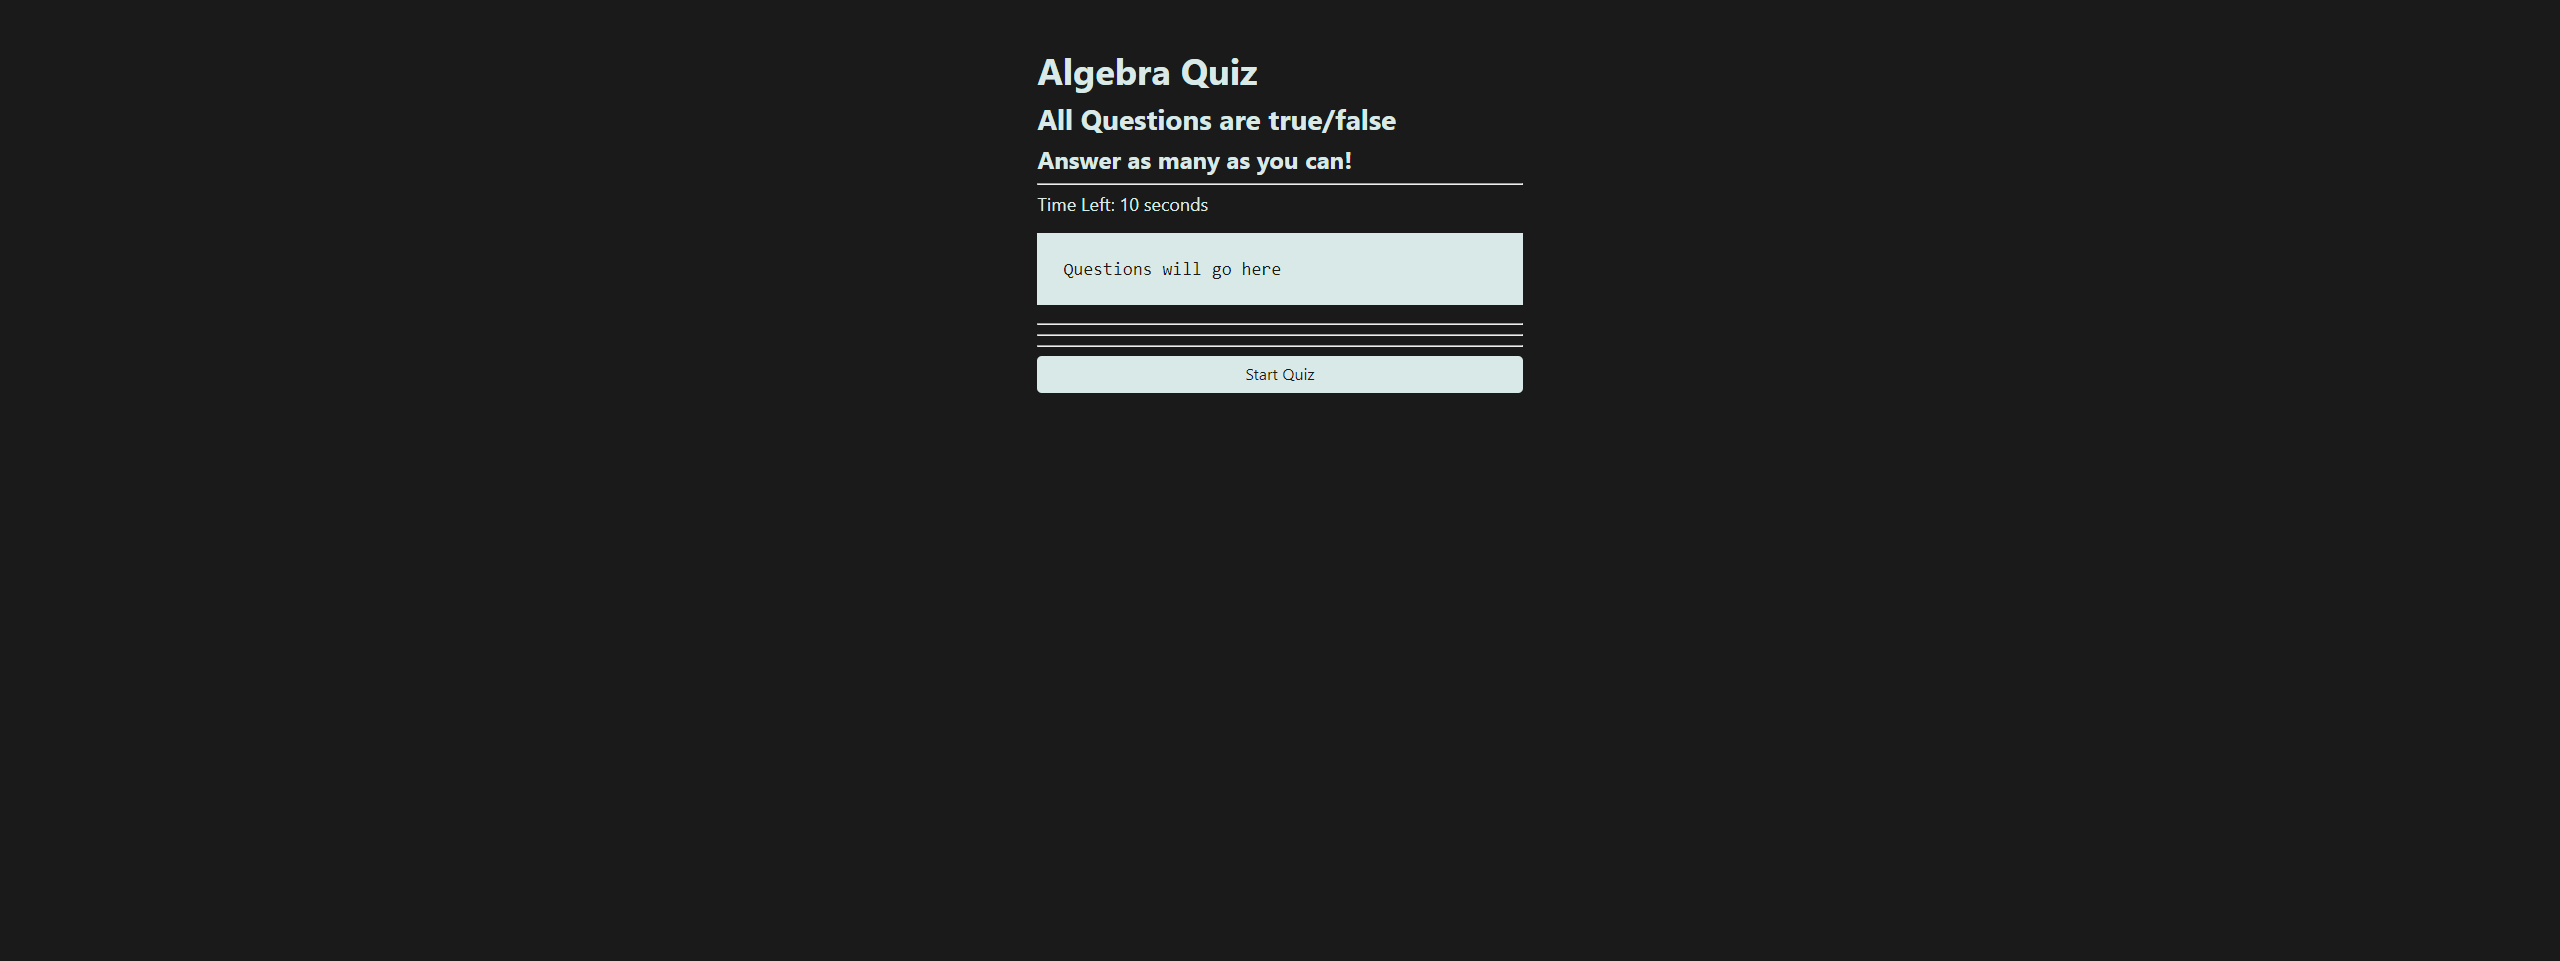 Algebra Quiz
All Questions are true/false
Answer as many as you can!
Time Left: 10 seconds
Questions will go here
Start Quiz